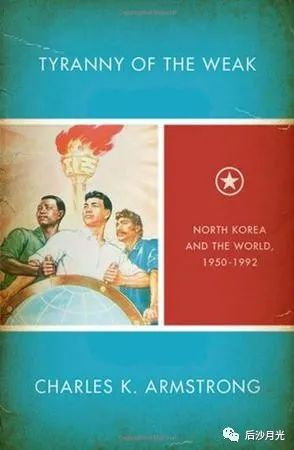 TYRANNY OF THE WEAK
NORTH KOREA
AND THE WORLD,
1950-1992
CHARLES K. ARMSTRONG
后沙月光